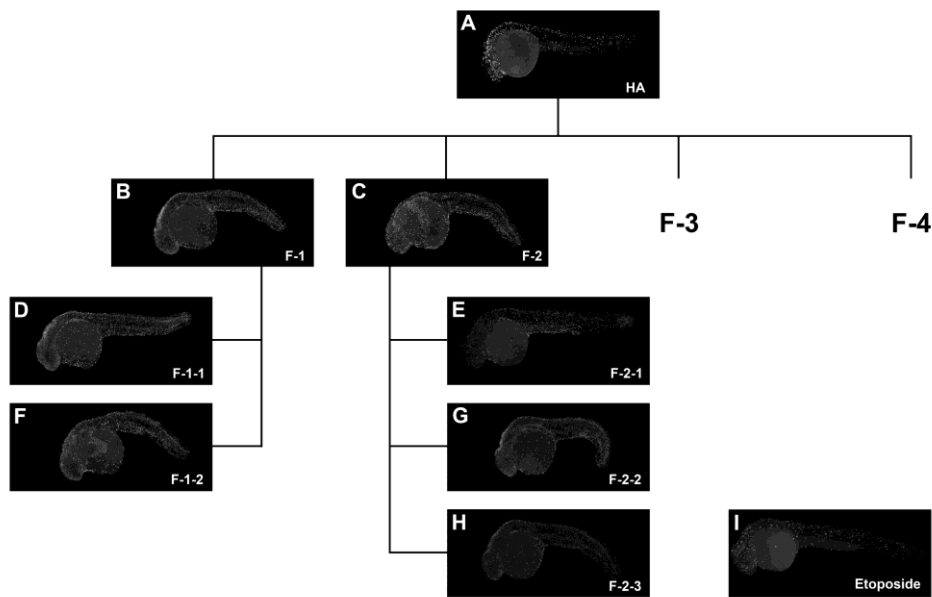 A
HA
B
F-1
C
F-2
F-3
F-4
D
F-1-1
E
F-2-1
F
F-1-2
G
F-2-2
H
F-2-3
I
Etoposide